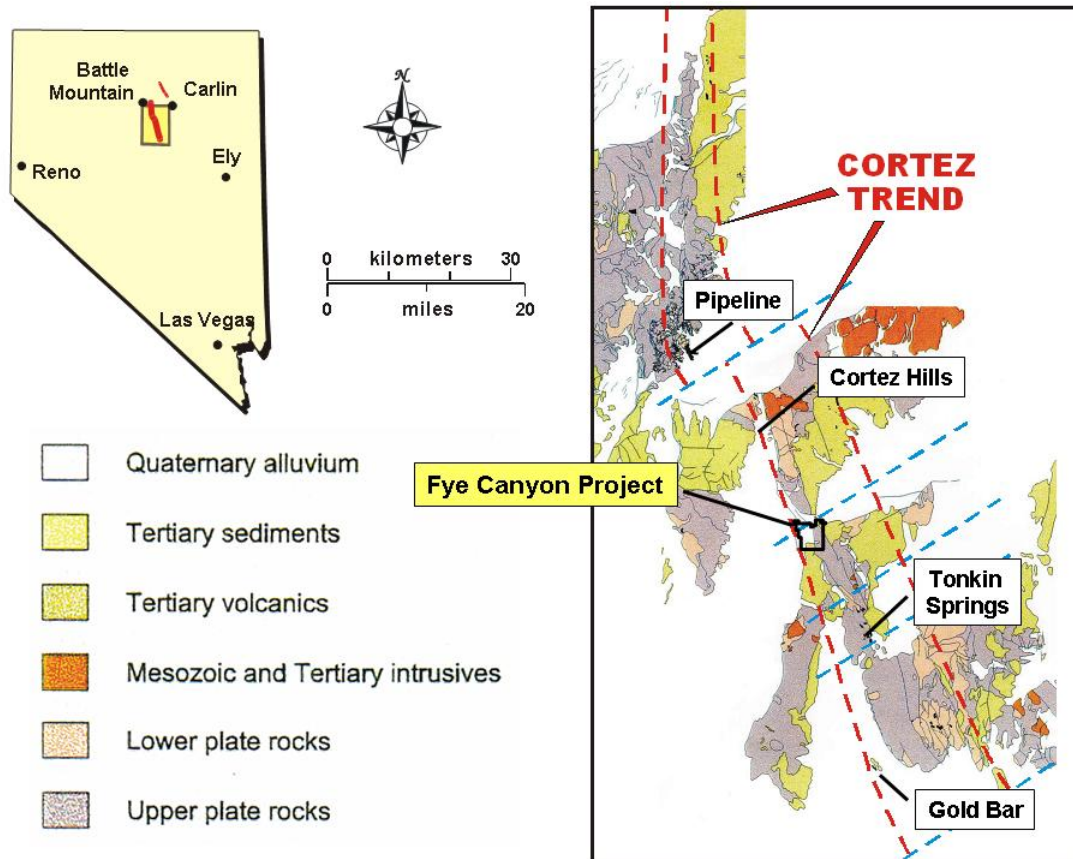 Battle
Mountain
Carlin
Reno
Ely
Las Vegas
N
0 kilometers 30
0 miles 20
CORTEZ
TREND
Pipeline
Cortez Hills
Fye Canyon Project
Tonkin
Springs
Gold Bar
Quaternary alluvium
Tertiary sediments
Tertiary volcanics
Mesozoic and Tertiary intrusives
Lower plate rocks
Upper plate rocks